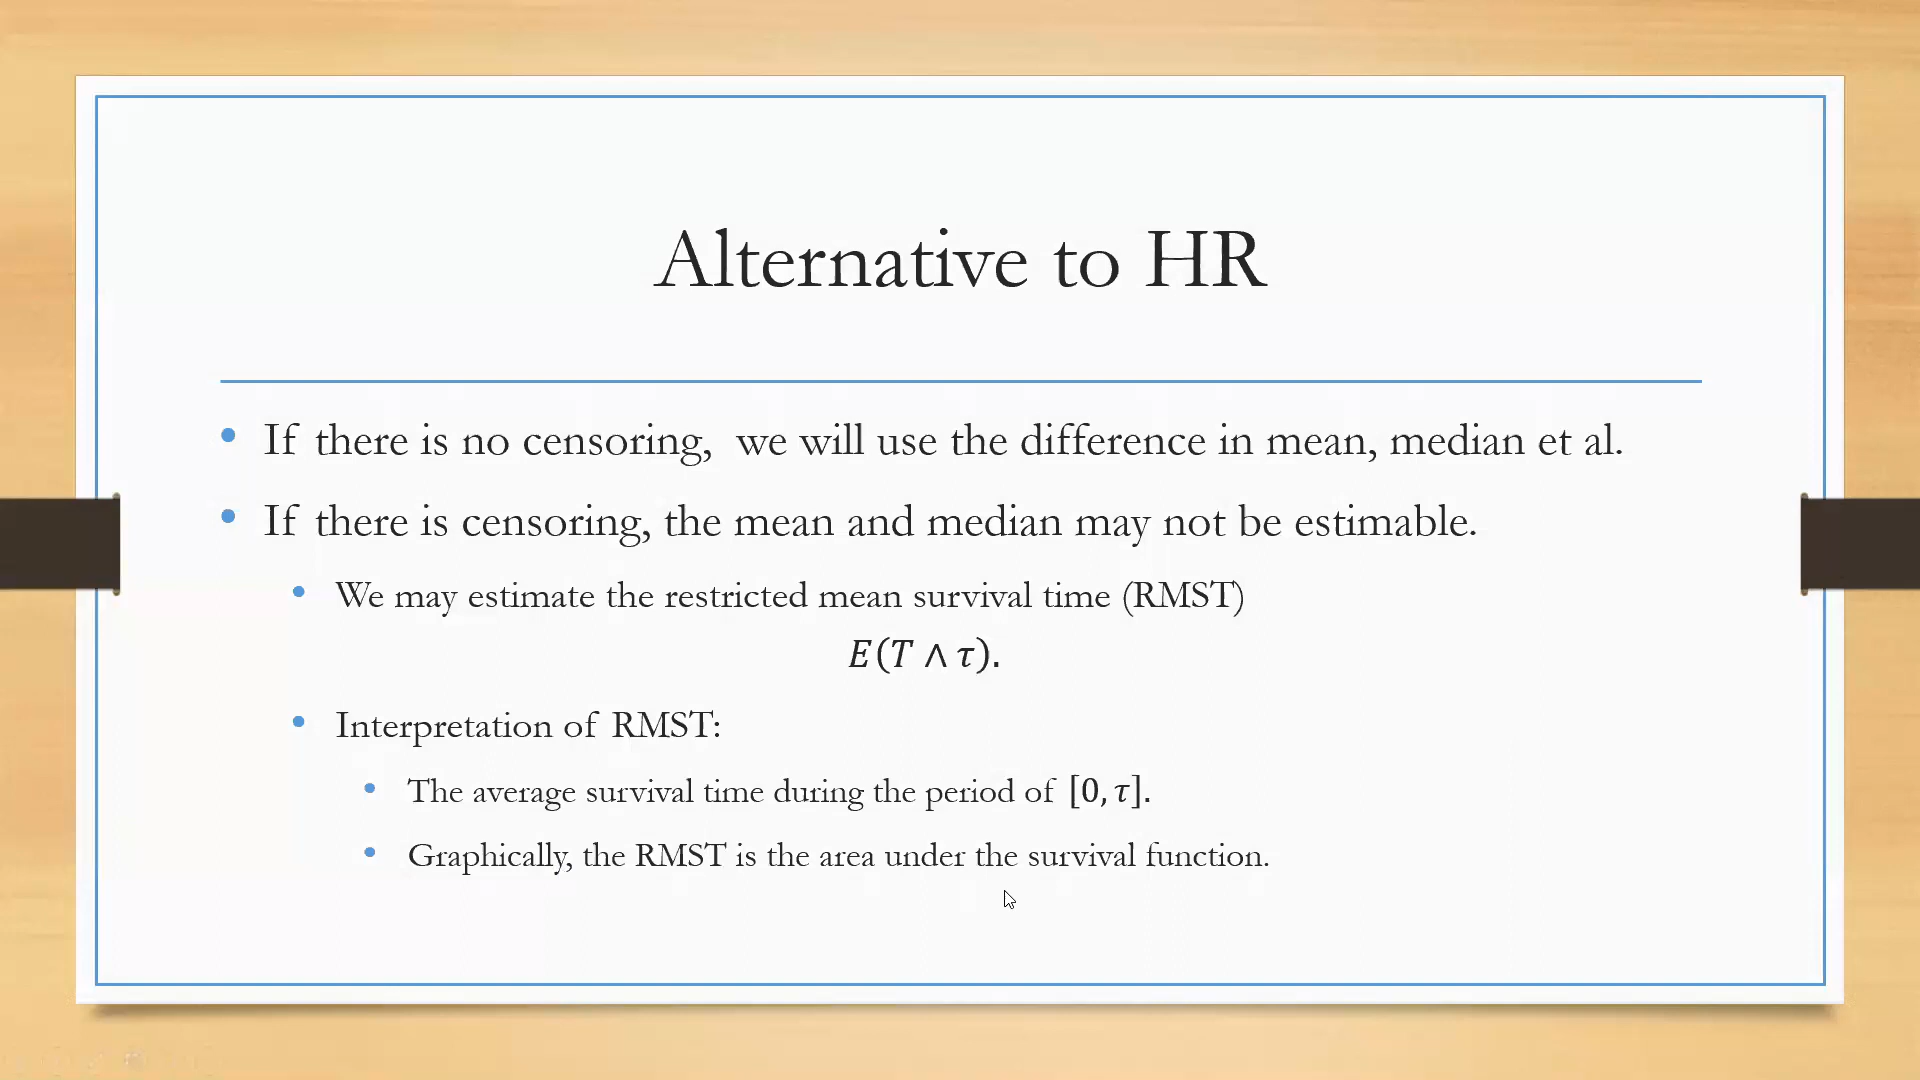 Alternative to HR
• If there is no censoring, we will use the difference in mean, median et al.
• If there is censoring, the mean and median may not be estimable.
• We may estimate the restricted mean survival time (RMST)
E(T ∧ τ).
• Interpretation of RMST:
• The average survival time during the period of [0, τ].
• Graphically, the RMST is the area under the survival function.